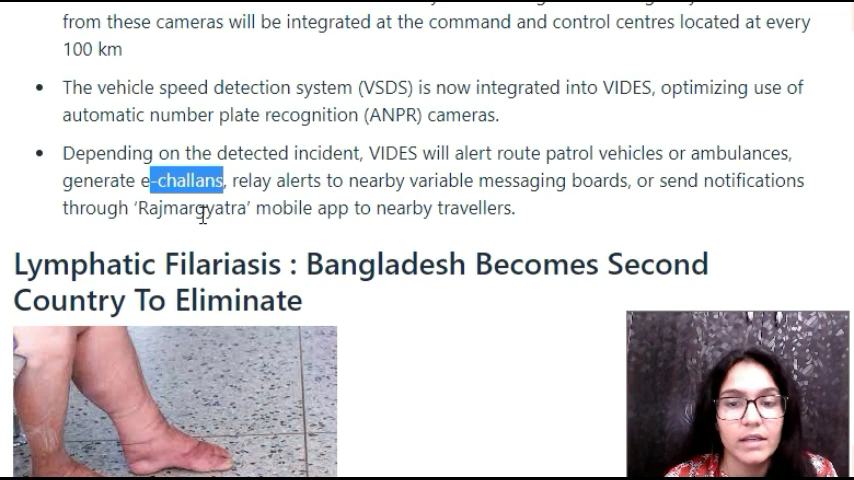 from these cameras will be integrated at the command and control centres located at every
100 km
• The vehicle speed detection system (VSDS) is now integrated into VIDES, optimizing use of
automatic number plate recognition (ANPR) cameras.
• Depending on the detected incident, VIDES will alert route patrol vehicles or ambulances,
generate e-challans, relay alerts to nearby variable messaging boards, or send notifications
through ‘Rajmargyatra’ mobile app to nearby travellers.
Lymphatic Filariasis : Bangladesh Becomes Second
Country To Eliminate